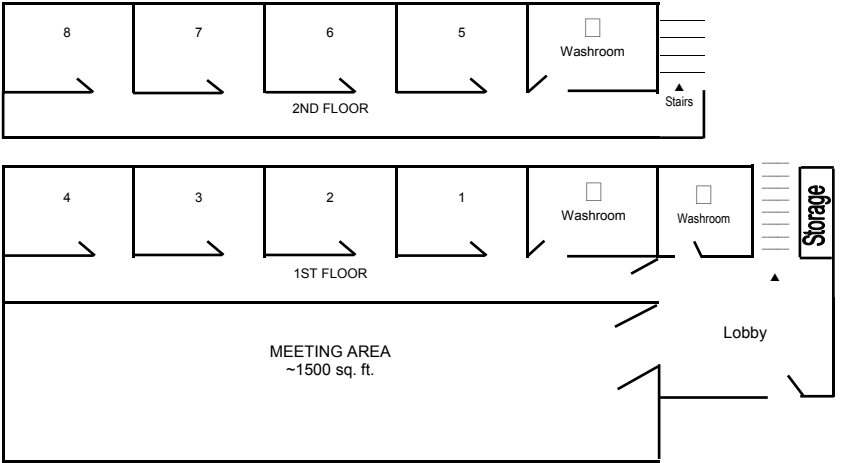 8
7
6
5
Washroom
Stairs
2ND FLOOR
4
3
2
1
Washroom
Washroom
Storage
1ST FLOOR
Lobby
MEETING AREA
~1500 sq. ft.